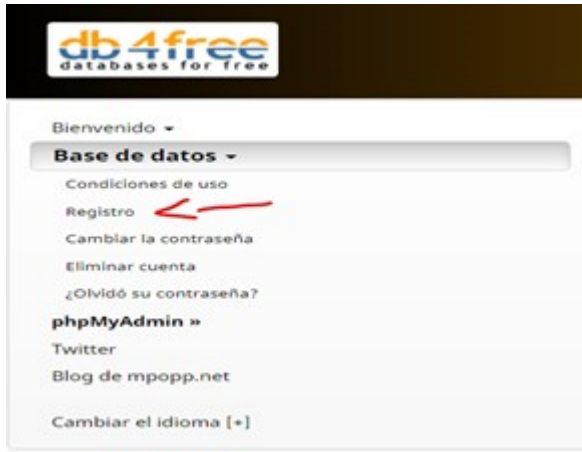 db4free
databases for free
Bienvenido
Base de datos
Condiciones de uso
Registro
Cambiar la contraseña
Eliminar cuenta
¿Olvidó su contraseña?
phpMyAdmin »
Twitter
Blog de mpopp.net
Cambiar el idioma [+]